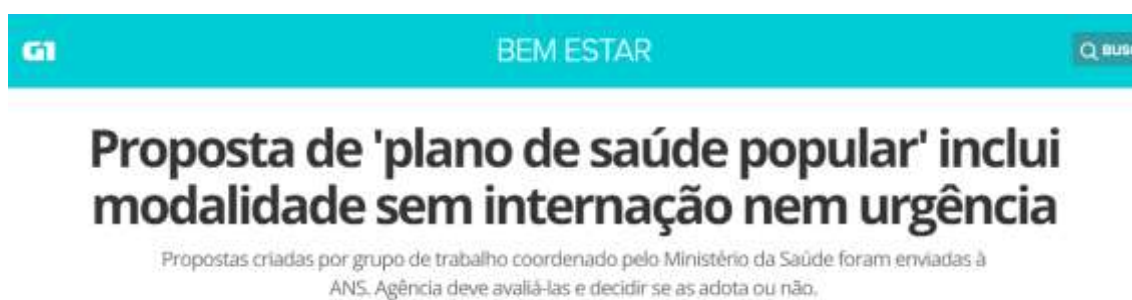 G1
BEM ESTAR
Proposta de 'plano de saúde popular' inclui
modalidade sem internação nem urgência
Propostas criadas por grupo de trabalho coordenado pelo Ministério da Saúde foram enviadas à
ANS. Agência deve avaliá-las e decidir se as adota ou não.